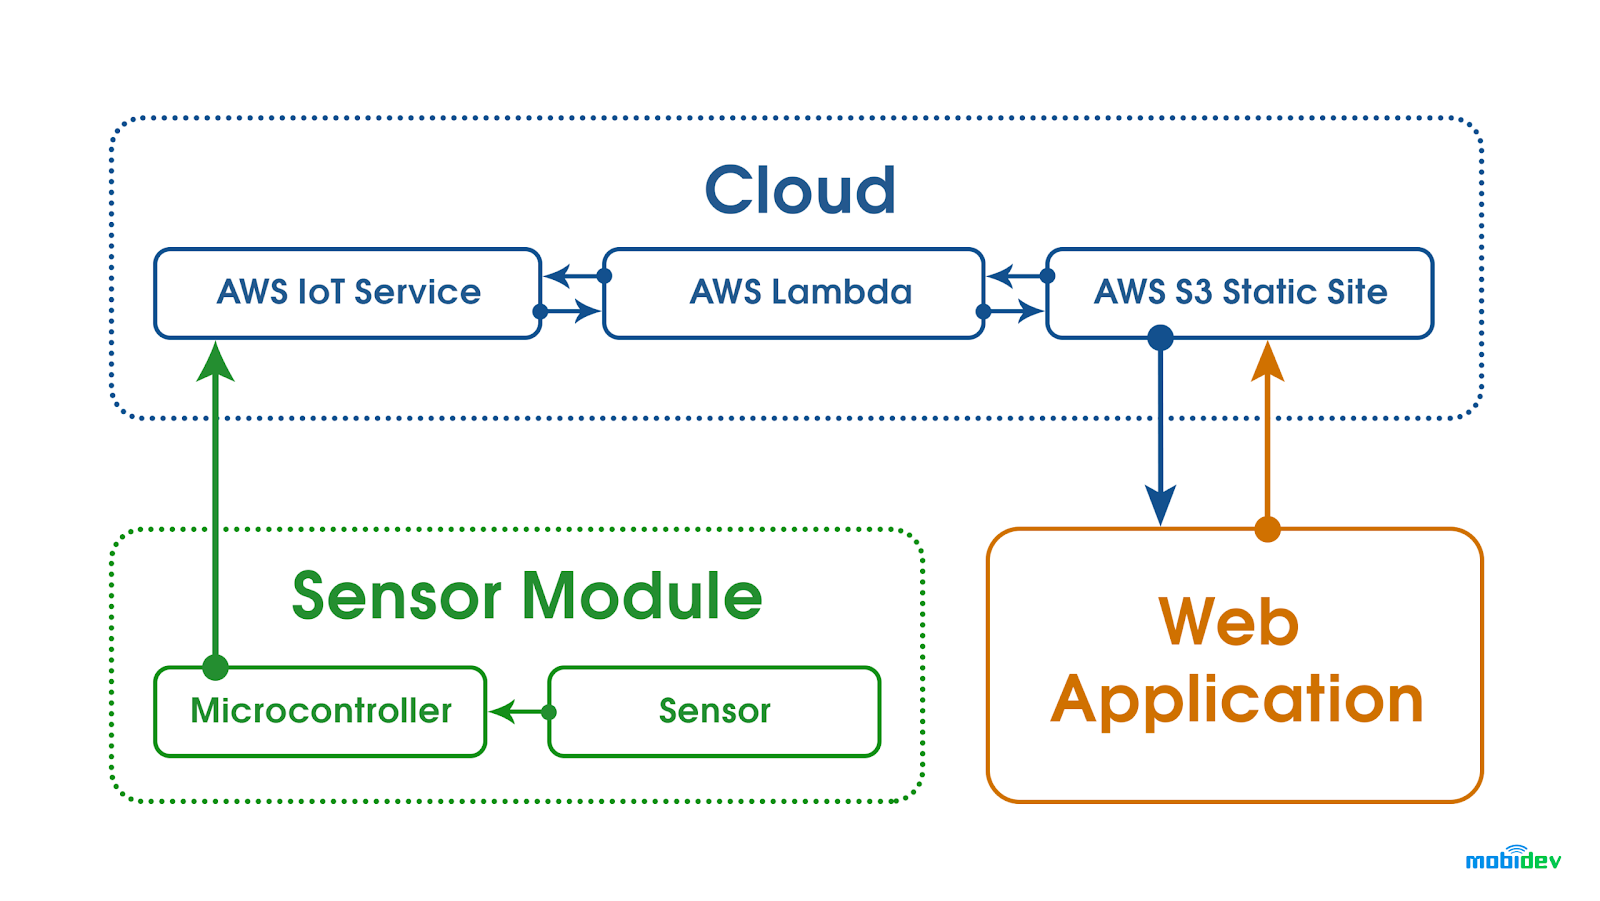 Cloud
AWS IoT Service
AWS Lambda
AWS S3 Static Site
Sensor Module
Microcontroller
Sensor
Web
Application
mobidev